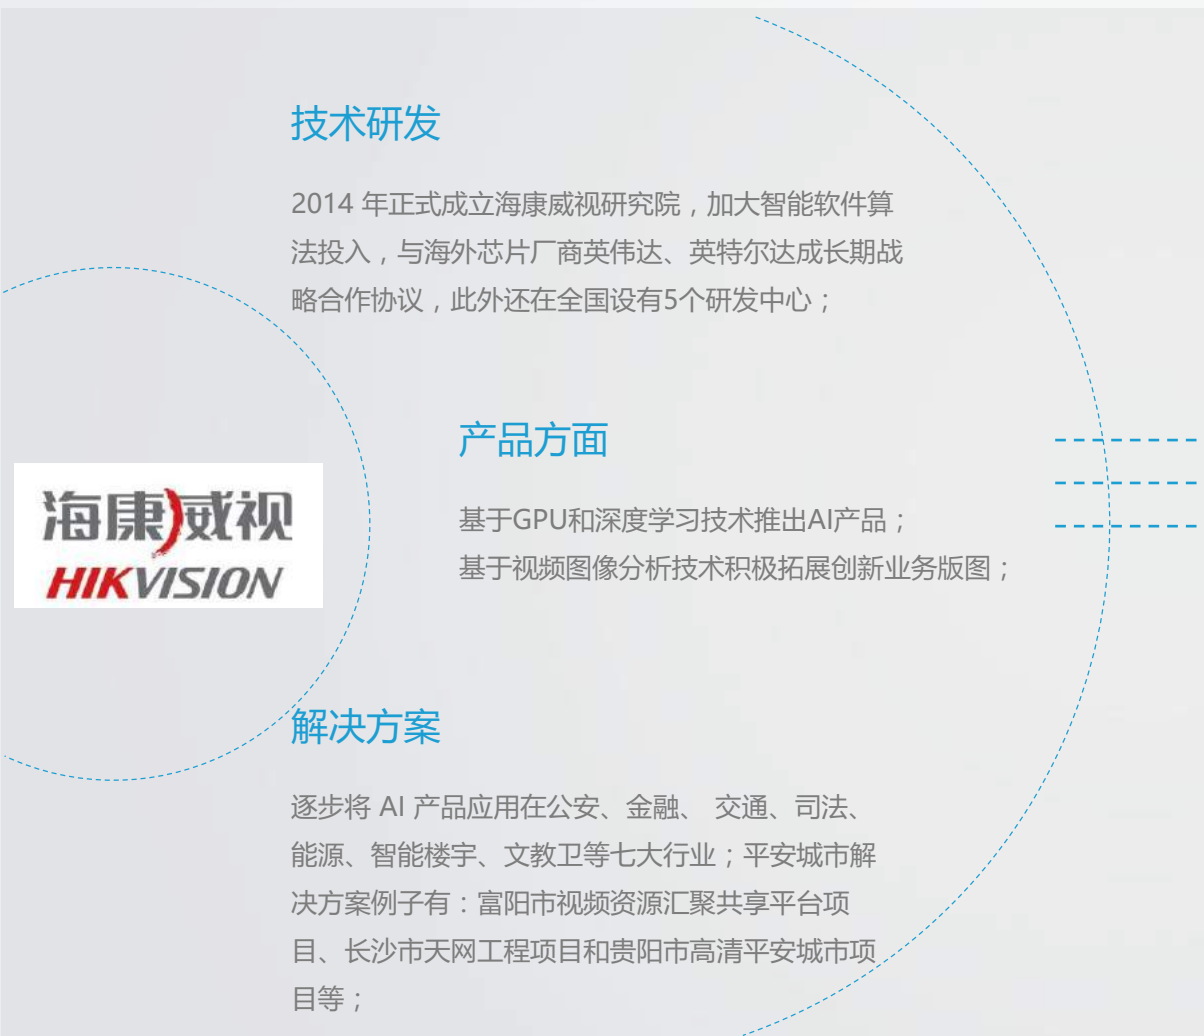 技术研发
2014 年正式成立海康威视研究院，加大智能软件算
法投入，与海外芯片厂商英伟达、英特尔达成长期战
略合作协议，此外还在全国设有5个研发中心；
产品方面
基于GPU和深度学习技术推出AI产品；
基于视频图像分析技术积极拓展创新业务版图；
海康威视
HIKVISION
解决方案
逐步将 AI 产品应用在公安、金融、 交通、司法、
能源、智能楼宇、文教卫等七大行业；平安城市解
决方案例子有：富阳市视频资源汇聚共享平台项
目、长沙市天网工程项目和贵阳市高清平安城市项
目等；